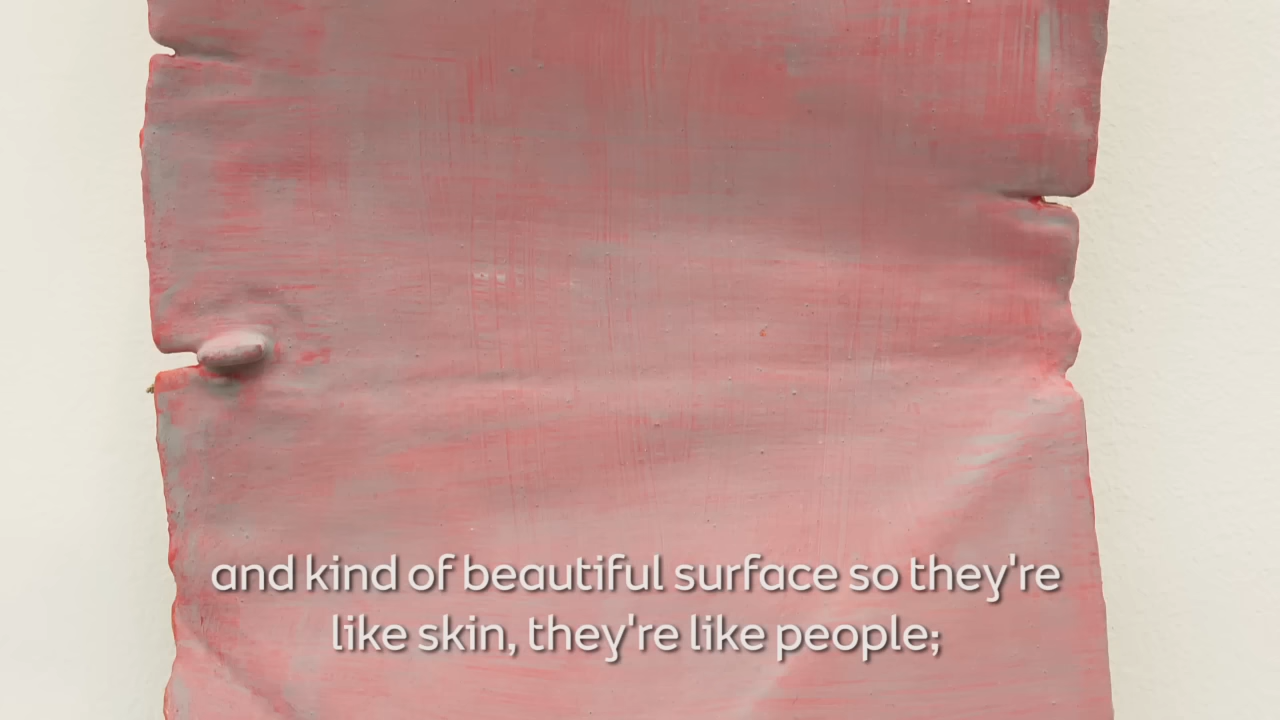 and kind of beautiful surface so they're
like skin, they're like people;